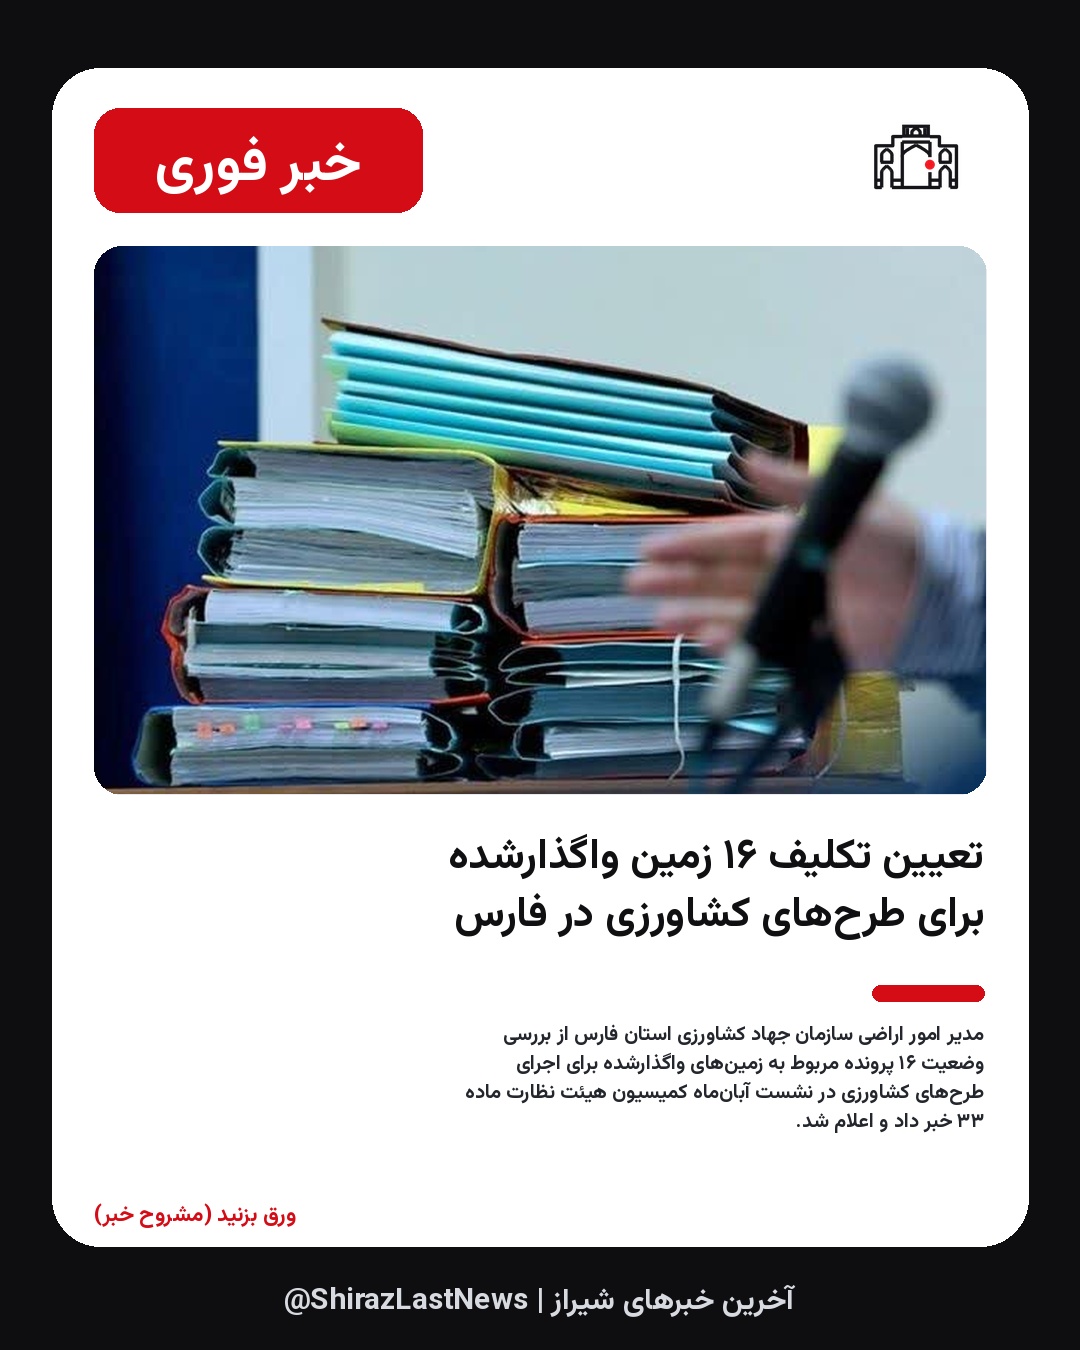 خبر فوری
تعیین تکلیف ۱۶ زمین واگذارشده
برای طرح‌های کشاورزی در فارس
مدیر امور اراضی سازمان جهاد کشاورزی استان فارس از بررسی
وضعیت ۱۶ پرونده مربوط به زمین‌های واگذارشده برای اجرای
طرح‌های کشاورزی در نشست آبان‌ماه کمیسیون هیئت نظارت ماده
۳۳ خبر داد و اعلام شد.
ورق بزنید (مشروح خبر)
آخرین خبرهای شیراز | @ShirazLastNews